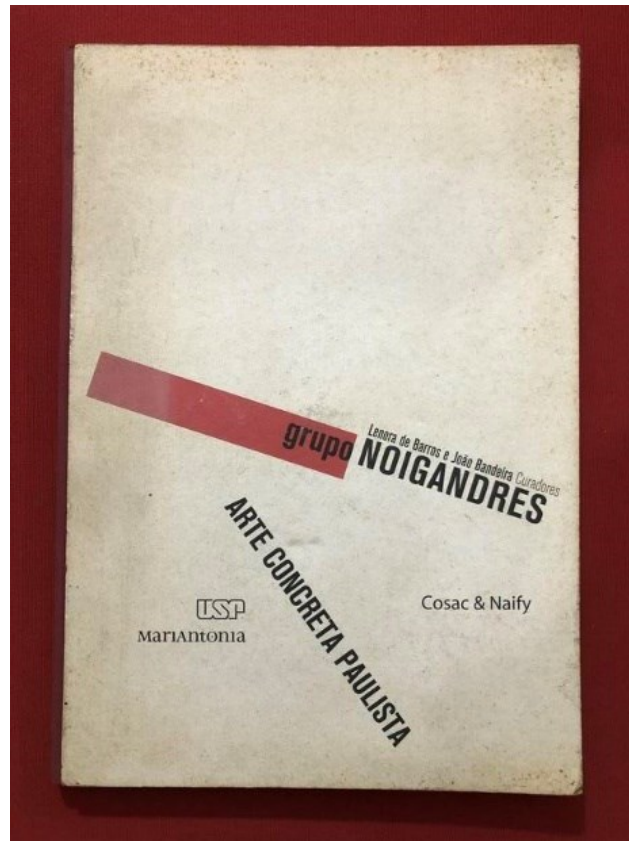 Lenora de Barros e João Bandeira Curadores
grupo NOIGANDRES
ARTE CONCRETA PAULISTA
USP
MARIANTONIA
Cosac & Naify